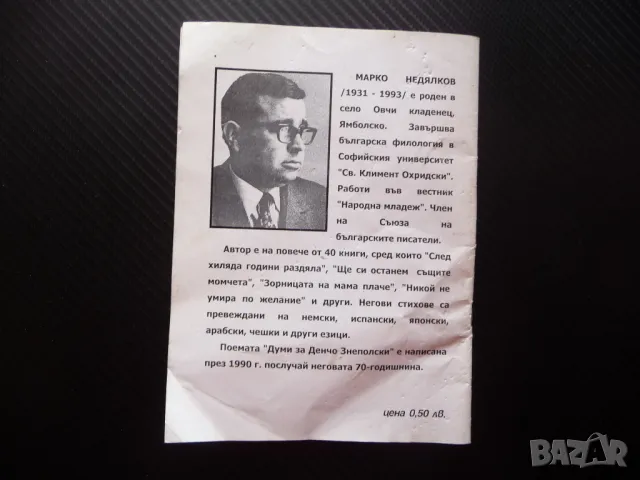 МАРКО НЕДЯЛКОВ
/1931 - 1993/ е роден в
село Овчи кладенец,
Ямболско. Завършва
българска филология в
Софийския университет
"Св. Климент Охридски".
Работи във вестник
"Народна младеж". Член
на Съюза на
българските писатели.
Автор е на повече от 40 книги, сред които "След
хиляда години раздяла", "Ще си останем същите
момчета", "Зорницата на мама плаче", "Никой не
умира по желание" и други. Негови стихове са
превеждани на немски, испански, японски,
арабски, чешки и други езици.
Поемата "Думи за Денчо Знеполски" е написана
през 1990 г. послучай неговата 70-годишнина.
цена 0,50 лв.
BAZAR
bg